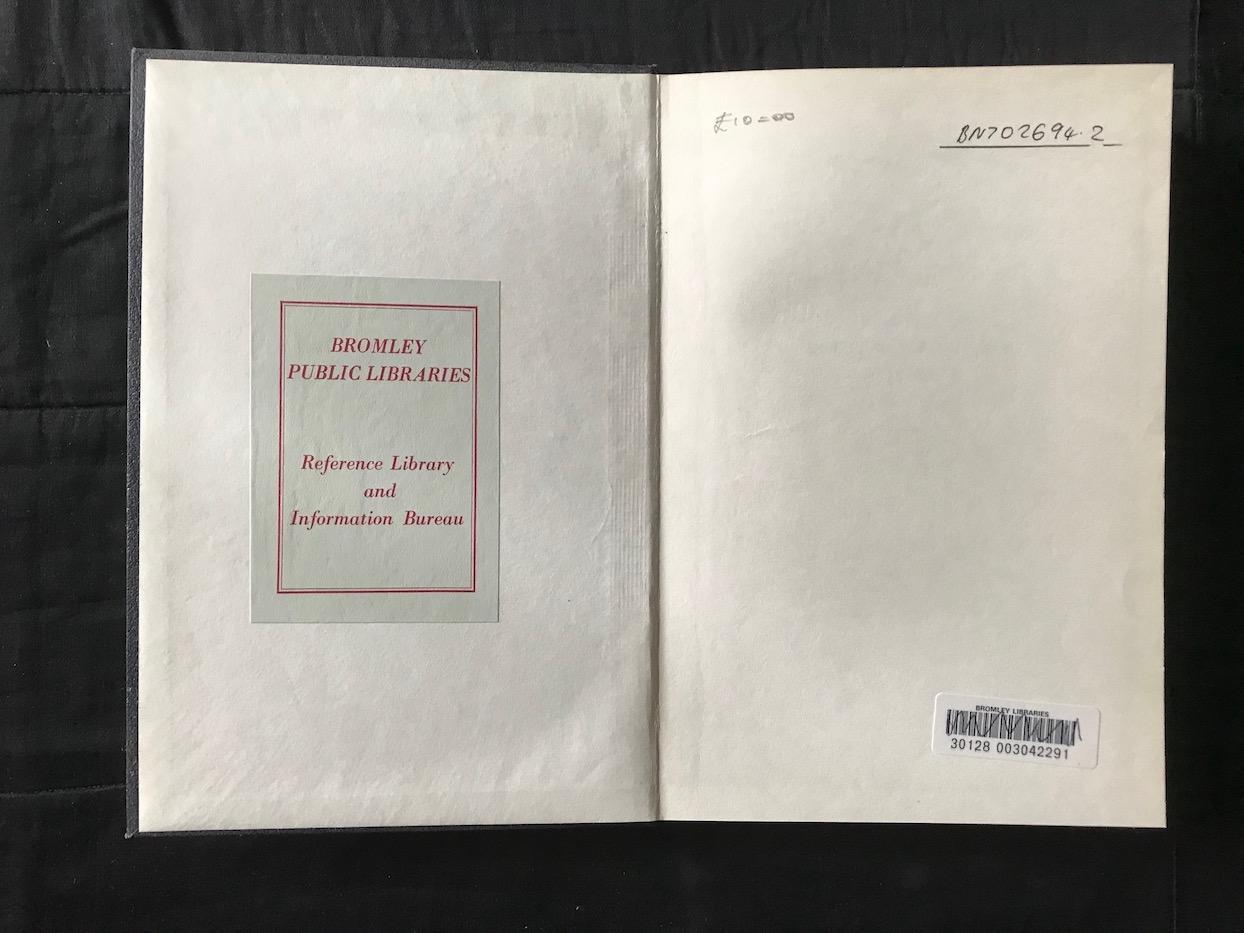 BROMLEY
PUBLIC LIBRARIES
Reference Library
and
Information Bureau
£10=00
BN702694.2
BROMLEY LIBRARIES
30128 003042291